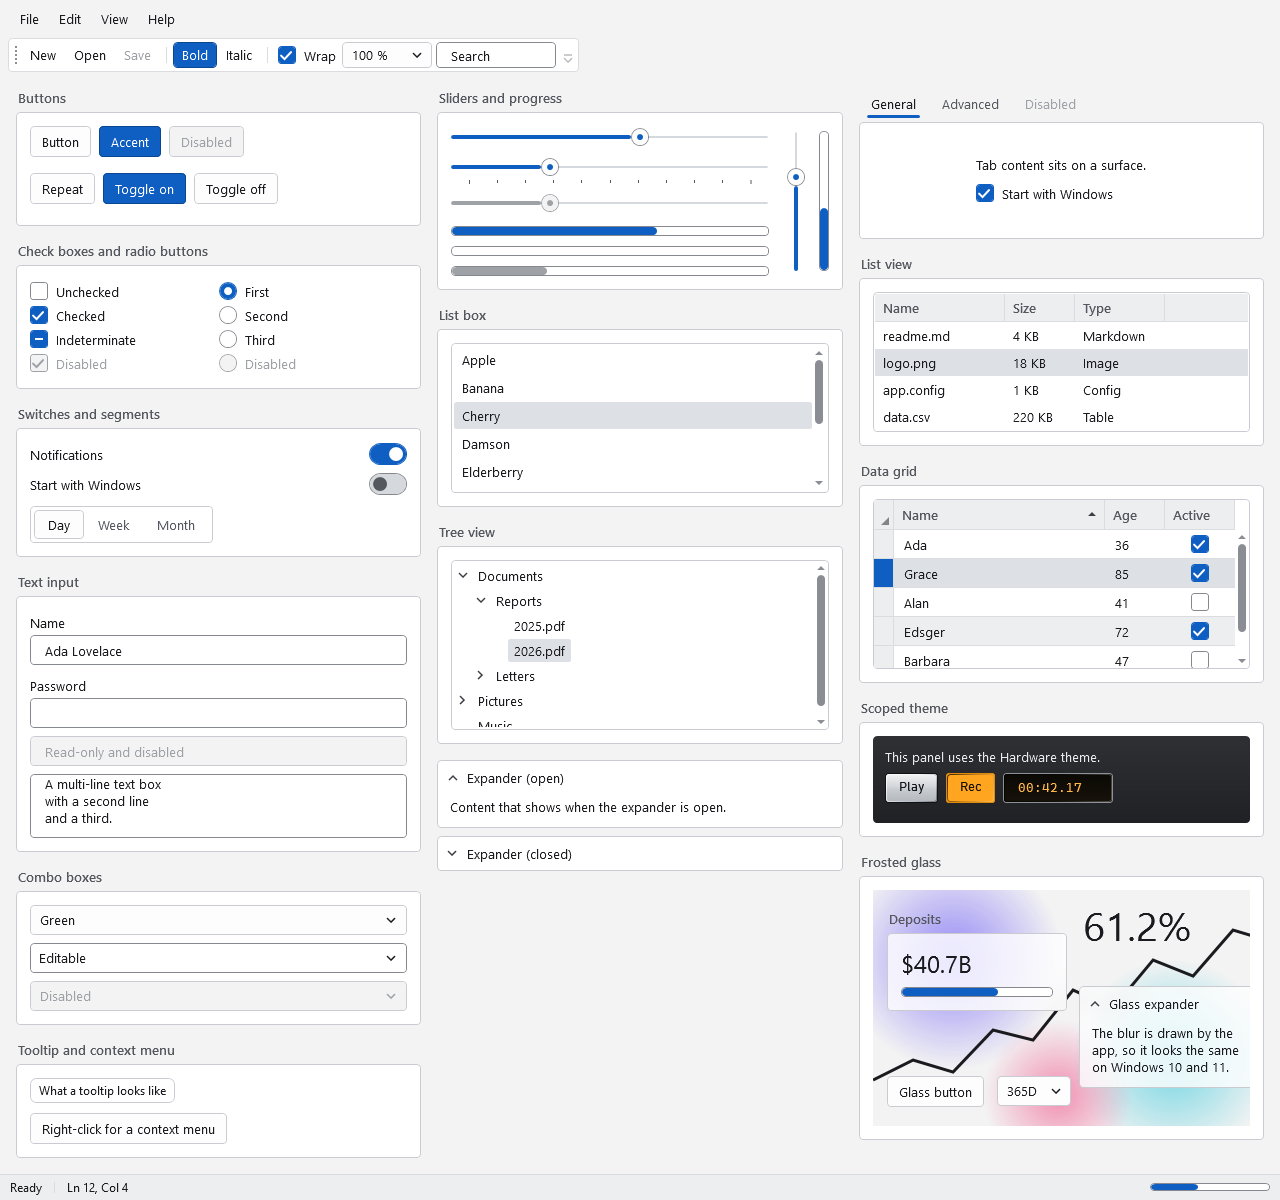 File Edit View Help
New Open Save Bold Italic Wrap 100 % Search
Buttons
Button Accent Disabled
Repeat Toggle on Toggle off
Check boxes and radio buttons
Unchecked First
Checked Second
Indeterminate Third
Disabled Disabled
Switches and segments
Notifications
Start with Windows
Day Week Month
Text input
Name
Ada Lovelace
Password
Read-only and disabled
A multi-line text box
with a second line
and a third.
Combo boxes
Green
Editable
Disabled
Tooltip and context menu
What a tooltip looks like
Right-click for a context menu
Sliders and progress
List box
Apple
Banana
Cherry
Damson
Elderberry
Tree view
Documents
Reports
2025.pdf
2026.pdf
Letters
Pictures
Music
Expander (open)
Content that shows when the expander is open.
Expander (closed)
General Advanced Disabled
Tab content sits on a surface.
Start with Windows
List view
Name Size Type
readme.md 4 KB Markdown
logo.png 18 KB Image
app.config 1 KB Config
data.csv 220 KB Table
Data grid
Name Age Active
Ada 36
Grace 85
Alan 41
Edsger 72
Barbara 47
Scoped theme
This panel uses the Hardware theme.
Play Rec 00:42.17
Frosted glass
Deposits
$40.7B
61.2%
Glass expander
The blur is drawn by the
app, so it looks the same
on Windows 10 and 11.
Glass button 365D
Ready Ln 12, Col 4